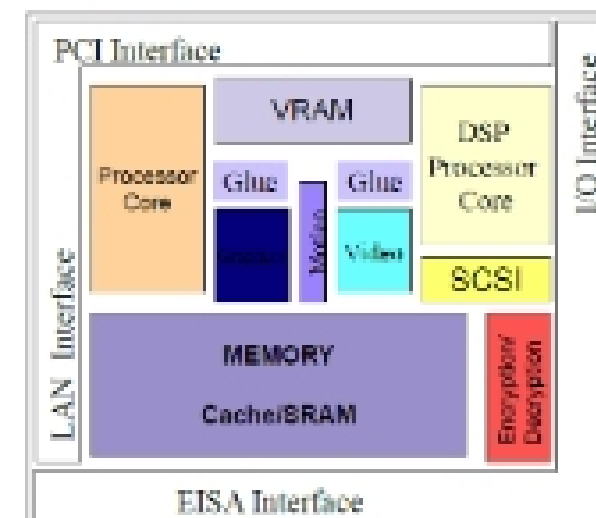 PCI Interface
VRAM
DSP
Processor
Core
I/O Interface
Processor
Core
Glue
Glue
Motion
Video
SCSI
LAN Interface
MEMORY
Cache/SRAM
Encryption/
Decryption
EISA Interface